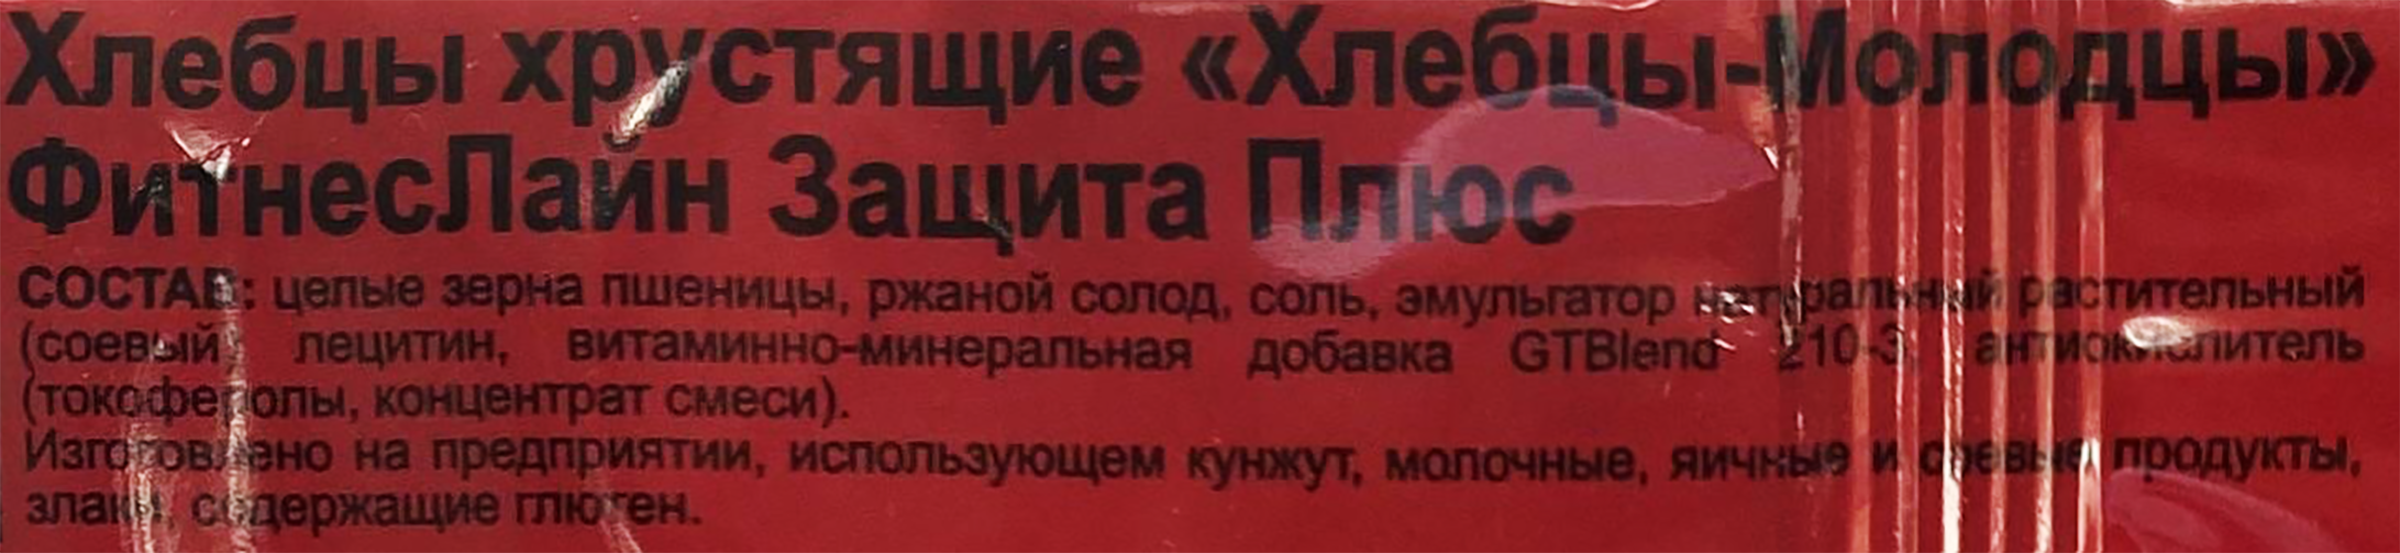 Хлебцы хрустящие «Хлебцы-Молодцы»
ФитнесЛайн Защита Плюс
СОСТАВ: целые зерна пшеницы, ржаной солод, соль, эмульгатор натуральный растительный
(соевый) лецитин, витаминно-минеральная добавка GTBlend 210-3, антиокислитель
(токоферолы, концентрат смеси).
Изготовлено на предприятии, использующем кунжут, молочные, яичные и соевые продукты,
злаки, содержащие глютен.